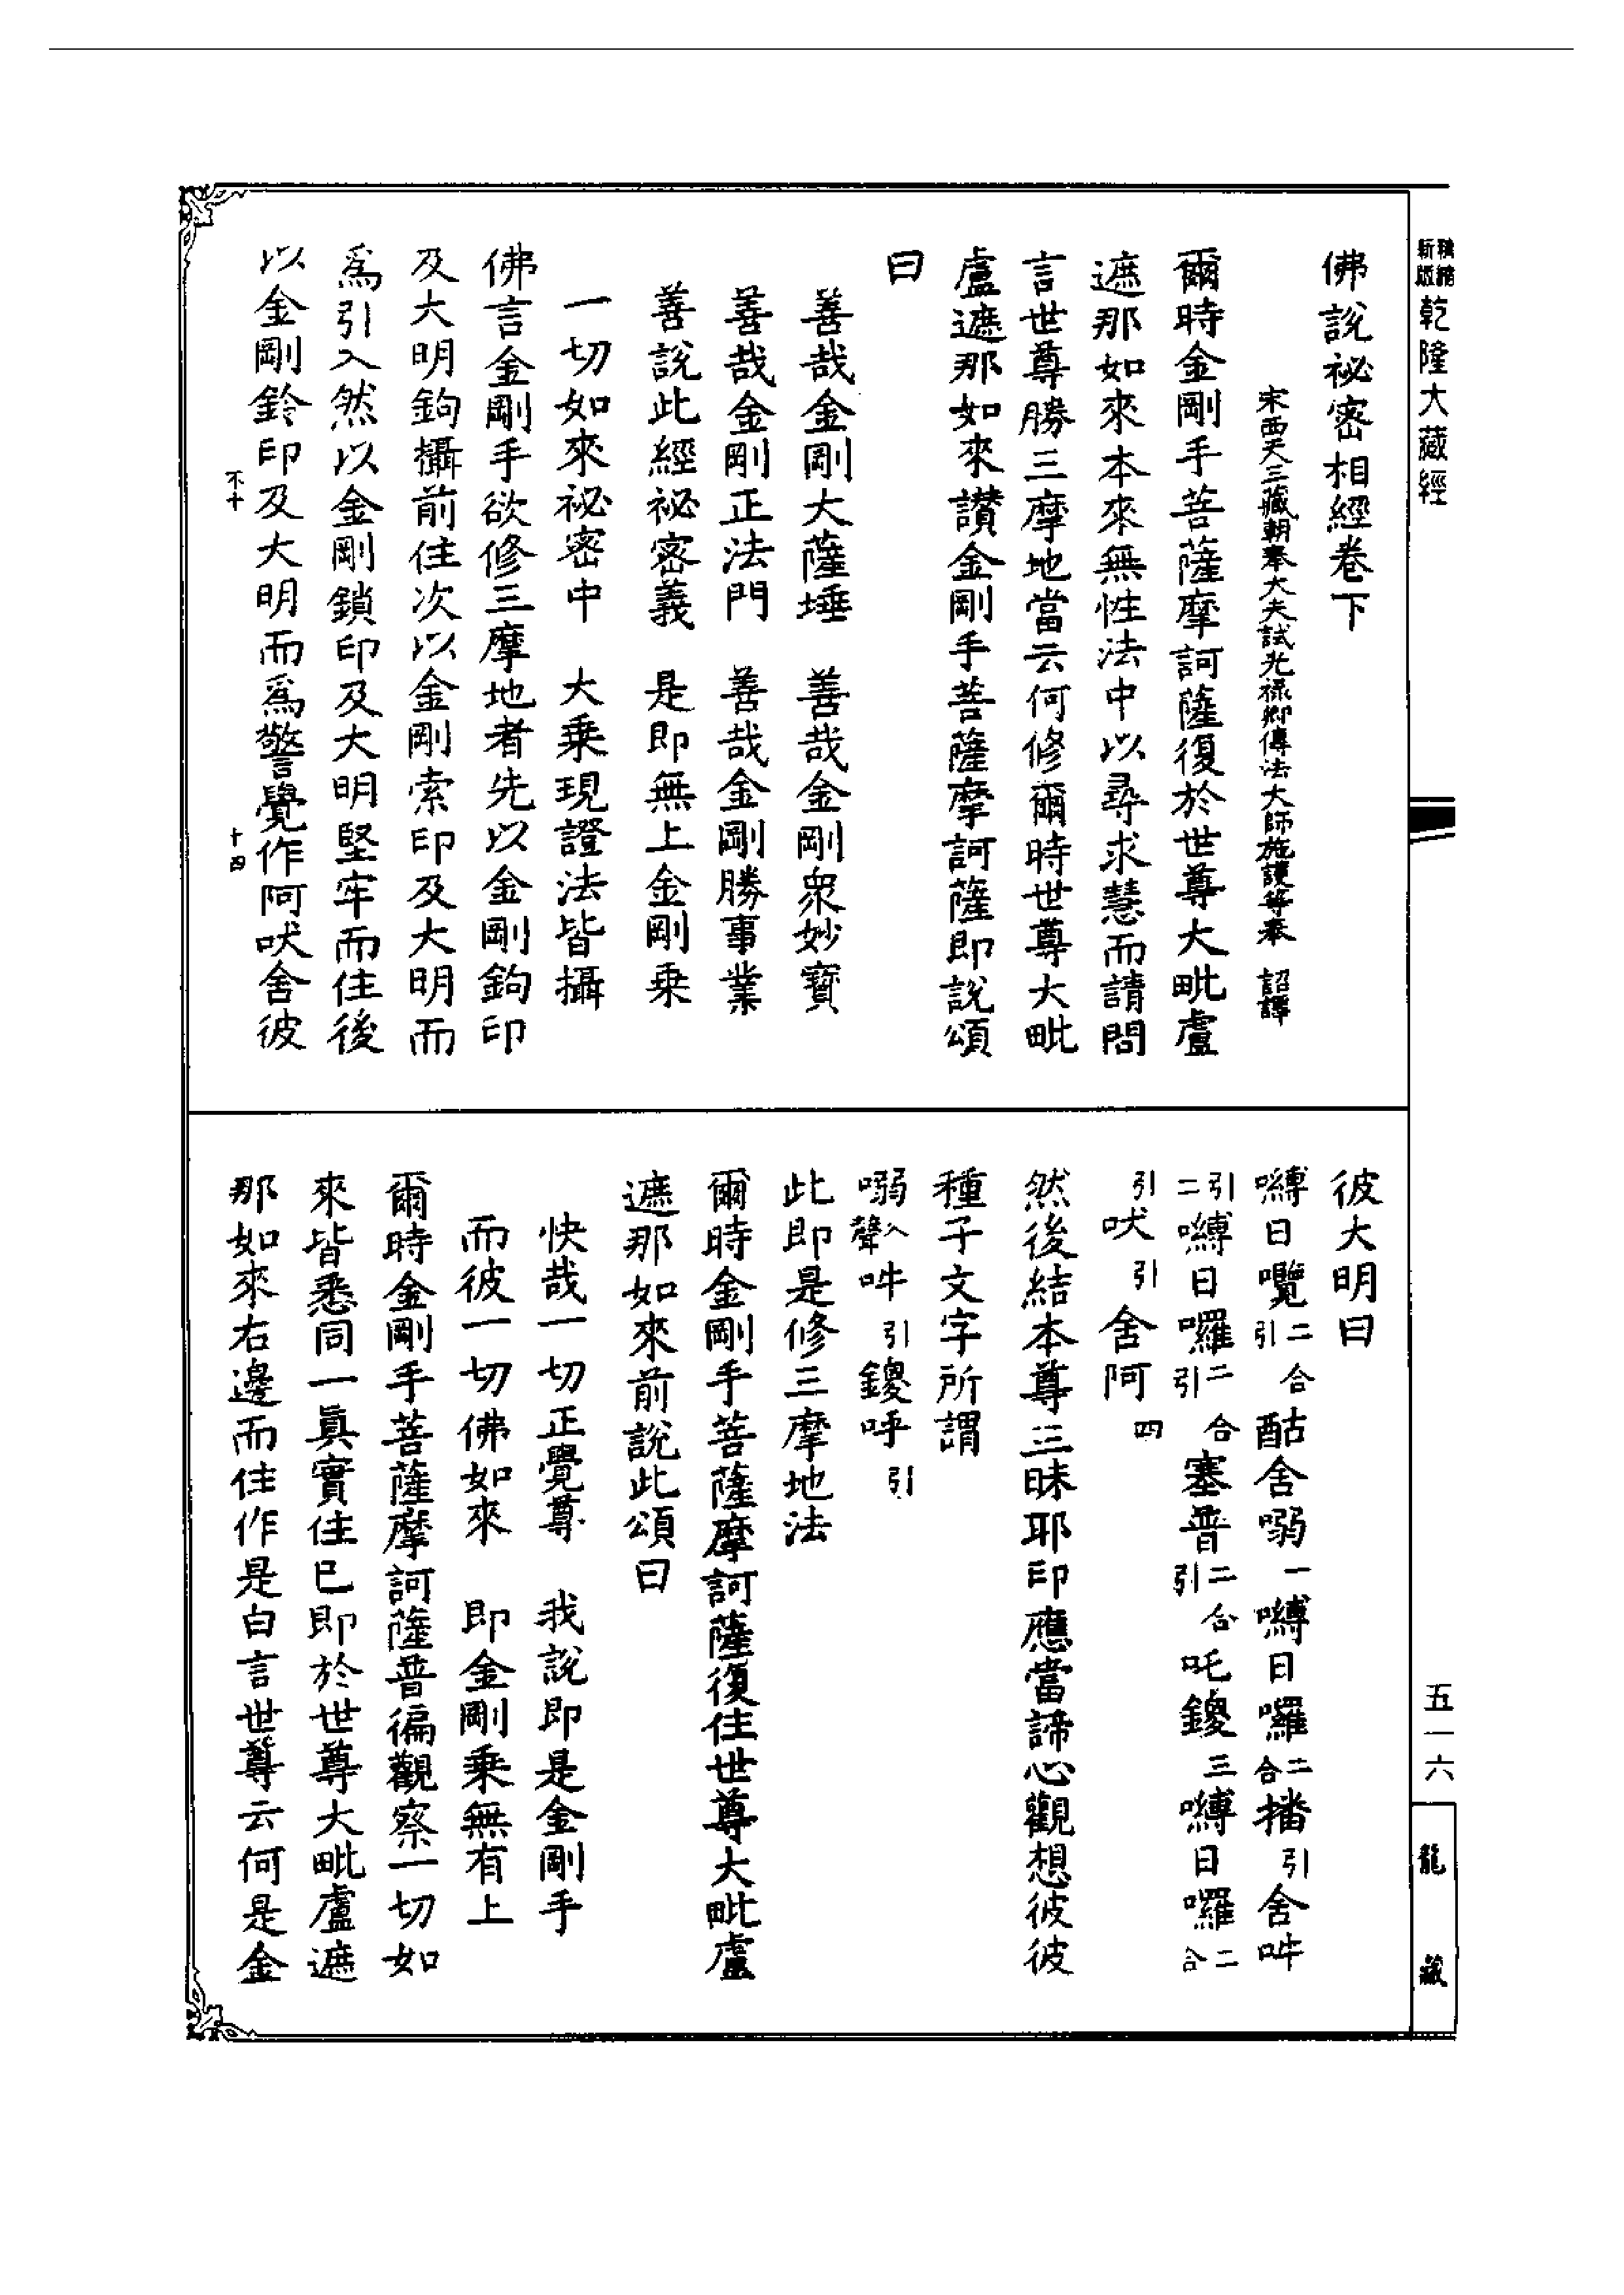 精縮新版乾隆大藏經
佛說祕密相經卷下
宋西天三藏朝奉大夫試光祿卿傳法大師施護等奉　詔譯
爾時金剛手菩薩摩訶薩復於世尊大毗盧
遮那如來本來無性法中以尋求慧而請問
言世尊勝三摩地當云何修爾時世尊大毗
盧遮那如來讚金剛手菩薩摩訶薩即說頌
曰
善哉金剛大薩埵　善哉金剛衆妙寶
善哉金剛正法門　善哉金剛勝事業
善說此經祕密義　是即無上金剛乗
一切如來祕密中　大乗現證法皆攝
佛言金剛手欲修三摩地者先以金剛鉤印
及大明鉤攝前住次以金剛索印及大明而
爲引入然以金剛鎖印及大明堅牢而住後
以金剛鈴印及大明而爲警覺作阿吠舍彼
不十　十四
彼大明曰
嚩日囕二合引酤舍嗍一嚩日囉二合播引舍吽
引二嚩日囉二合引塞普二合引吒鑁三嚩日囉二合
引吠引舍阿四
然後結本尊三昧耶印應當諦心觀想彼彼
種子文字所謂
嗍入聲吽引鑁呼引
此即是修三摩地法
爾時金剛手菩薩摩訶薩復住世尊大毗盧
遮那如來前說此頌曰
快哉一切正覺尊　我說即是金剛手
而彼一切佛如來　即金剛乗無有上
爾時金剛手菩薩摩訶薩普徧觀察一切如
來皆悉同一眞實住已即於世尊大毗盧遮
那如來右邊而住作是白言世尊云何是金
五一六
龍藏